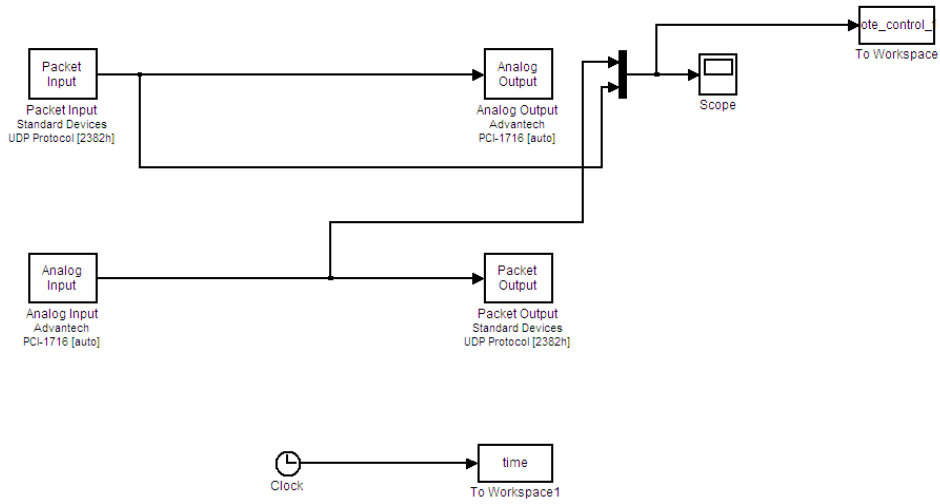 ote_control_
To Workspace
Packet
Input
Packet Input
Standard Devices
UDP Protocol [2382h]
Analog
Output
Analog Output
Advantech
PCI-1716 [auto]
Scope
Analog
Input
Analog Input
Advantech
PCI-1716 [auto]
Packet
Output
Packet Output
Standard Devices
UDP Protocol [2382h]
Clock
time
To Workspace1